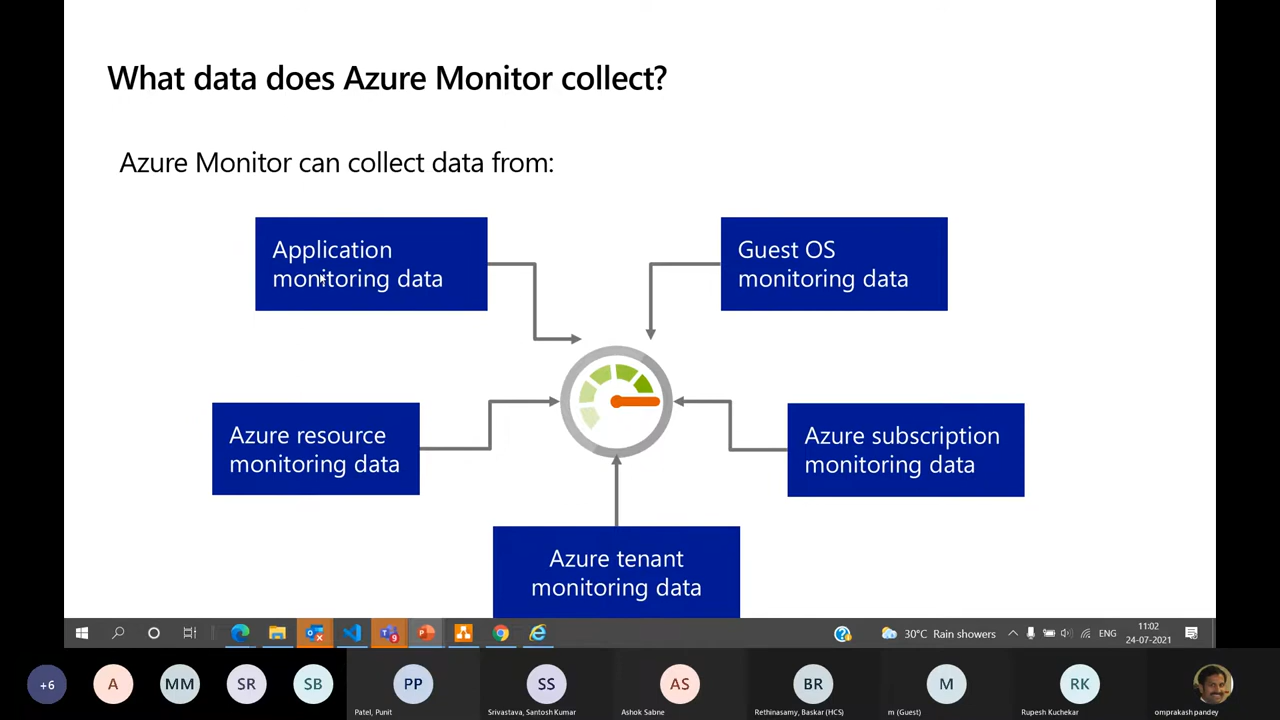 What data does Azure Monitor collect?
Azure Monitor can collect data from:
Application
monitoring data
Guest OS
monitoring data
Azure resource
monitoring data
Azure subscription
monitoring data
Azure tenant
monitoring data
9
30°C Rain showers
ENG
11:02
24-07-2021
+6
A
MM
SR
SB
PP
SS
AS
BR
M
RK
Patel, Punit
Srivastava, Santosh Kumar
Ashok Sabne
Rethinasamy, Baskar (HCS)
m (Guest)
Rupesh Kuchekar
omprakash pandey